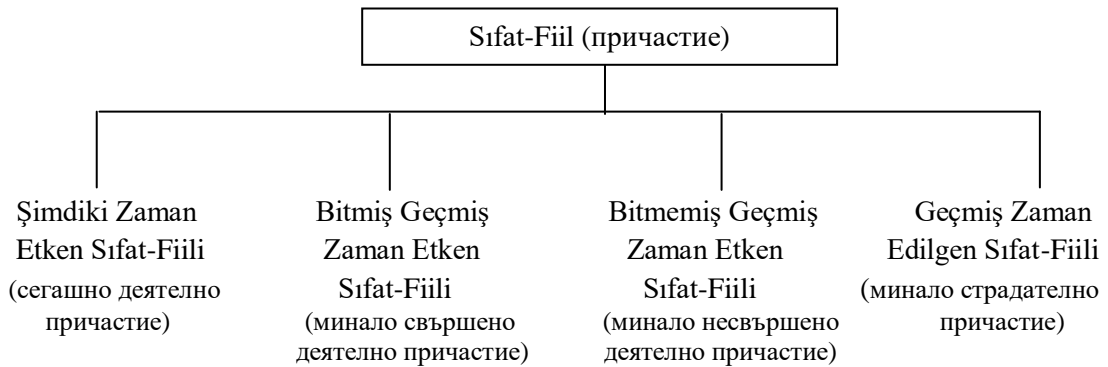 Sıfat-Fiil (причастие)
Şimdiki Zaman
Etken Sıfat-Fiili
(сегашно деятелно
причастие)
Bitmiş Geçmiş
Zaman Etken
Sıfat-Fiili
(минало свършено
деятелно причастие)
Bitmemiş Geçmiş
Zaman Etken
Sıfat-Fiili
(минало несвършено
деятелно причастие)
Geçmiş Zaman
Edilgen Sıfat-Fiili
(минало страдателно
причастие)